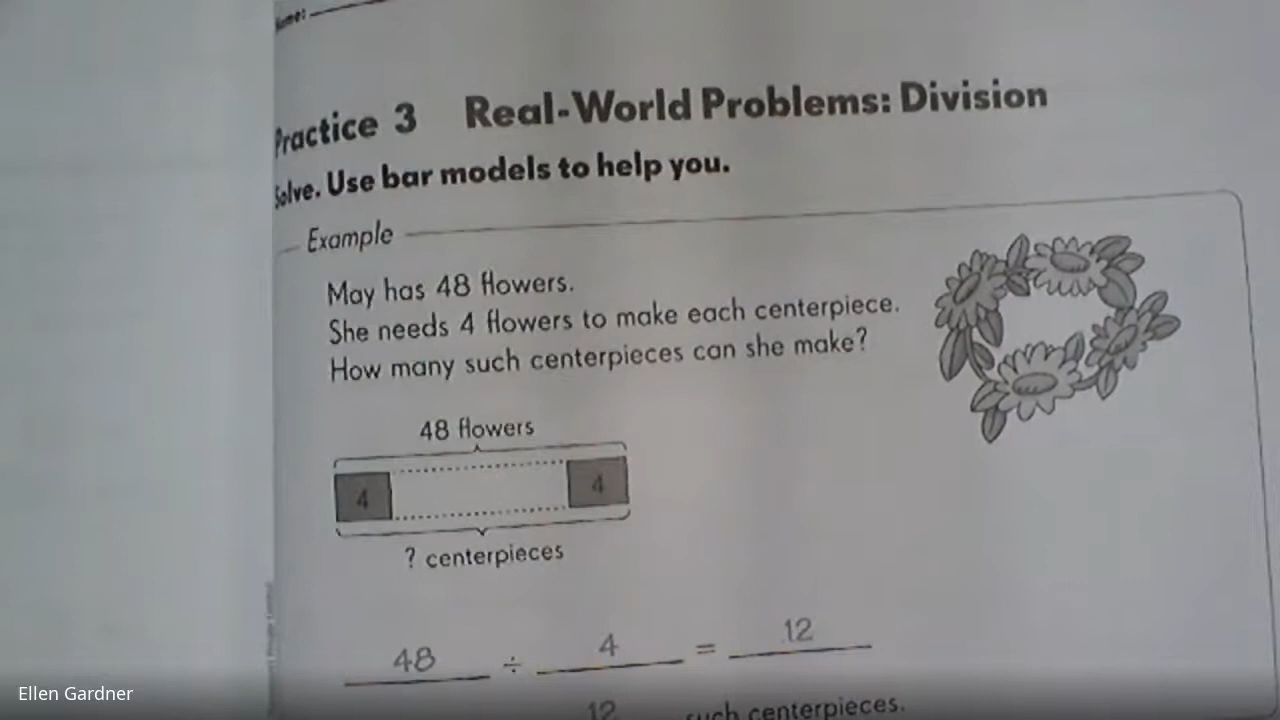 Name:
Practice 3 Real-World Problems: Division
Solve. Use bar models to help you.
Example
May has 48 flowers.
She needs 4 flowers to make each centerpiece.
How many such centerpieces can she make?
48 flowers
4 4
? centerpieces
48 ÷ 4 = 12
12 such centerpieces.
Ellen Gardner